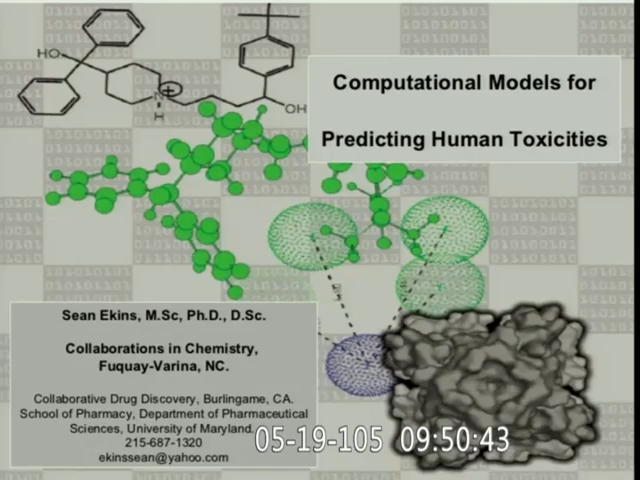 HO
N
H
+
OH
Computational Models for
Predicting Human Toxicities
Sean Ekins, M.Sc, Ph.D., D.Sc.
Collaborations in Chemistry,
Fuquay-Varina, NC.
Collaborative Drug Discovery, Burlingame, CA.
School of Pharmacy, Department of Pharmaceutical
Sciences, University of Maryland.
215-687-1320
ekinssean@yahoo.com
05-19-105 09:50:43